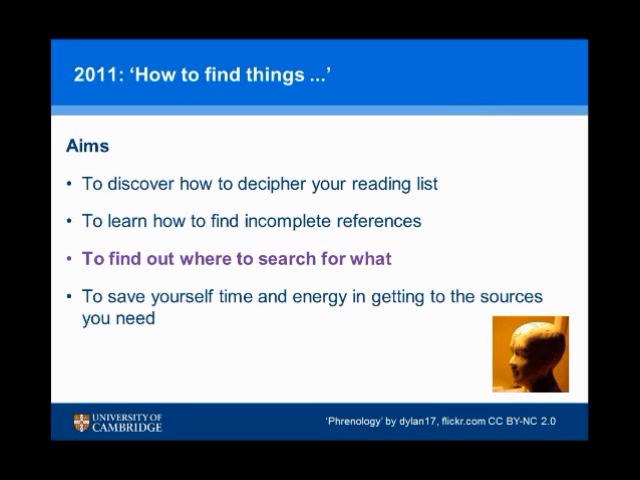 2011: ‘How to find things ...’
Aims
• To discover how to decipher your reading list
• To learn how to find incomplete references
• To find out where to search for what
• To save yourself time and energy in getting to the sources
you need
UNIVERSITY OF
CAMBRIDGE
‘Phrenology’ by dylan17, flickr.com CC BY-NC 2.0